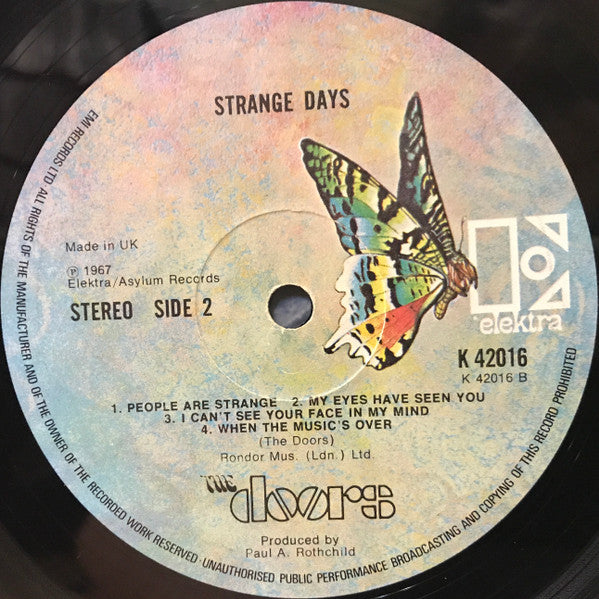 STRANGE DAYS
Made in UK
℗ 1967
Elektra/Asylum Records
STEREO SIDE 2
elektra
K 42016
K 42016 B
1. PEOPLE ARE STRANGE 2. MY EYES HAVE SEEN YOU
3. I CAN'T SEE YOUR FACE IN MY MIND
4. WHEN THE MUSIC'S OVER
(The Doors)
Rondor Mus. (Ldn.) Ltd.
THE doors
Produced by
Paul A. Rothchild
EMI RECORDS LTD ALL RIGHTS OF THE MANUFACTURER AND OF THE OWNER OF THE RECORDED WORK RESERVED·UNAUTHORISED PUBLIC PERFORMANCE BROADCASTING AND COPYING OF THIS RECORD PROHIBITED